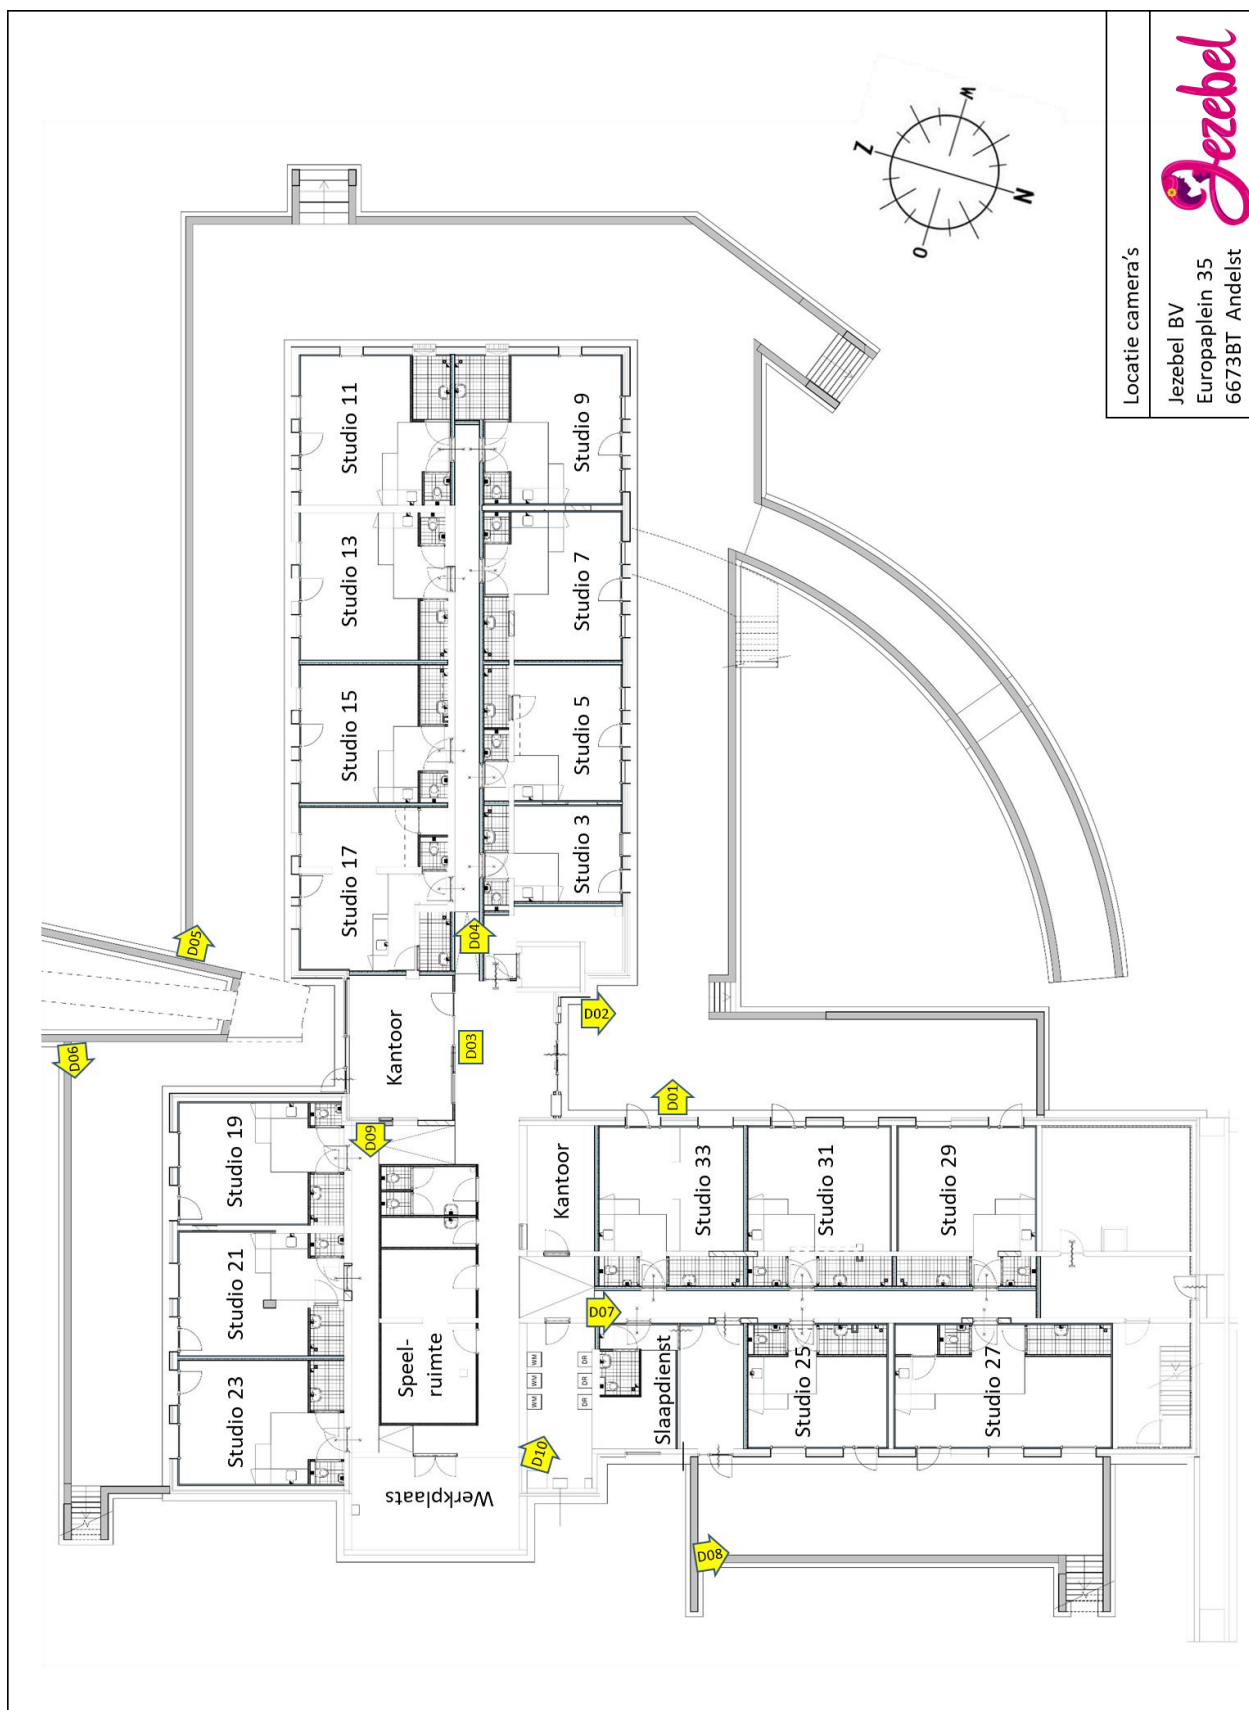 Locatie camera's
Jezebel BV
Europaplein 35
6673BT Andelst
Jezebel
Z
W
N
O
Studio 11
Studio 9
Studio 13
Studio 7
Studio 15
Studio 5
Studio 17
Studio 3
D05
D04
D06
D02
Kantoor
D03
D01
D09
Studio 19
Kantoor
Studio 33
Studio 31
Studio 29
Studio 21
D07
Speel-
ruimte
WM
WM
WM
DR
DR
DR
Studio 23
Slaapdienst
Studio 25
Studio 27
D10
Werkplaats
D08